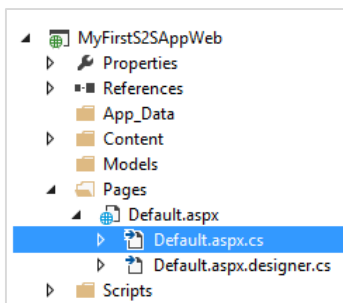 MyFirstS2SAppWeb
Properties
References
App_Data
Content
Models
Pages
Default.aspx
Default.aspx.cs
Default.aspx.designer.cs
Scripts